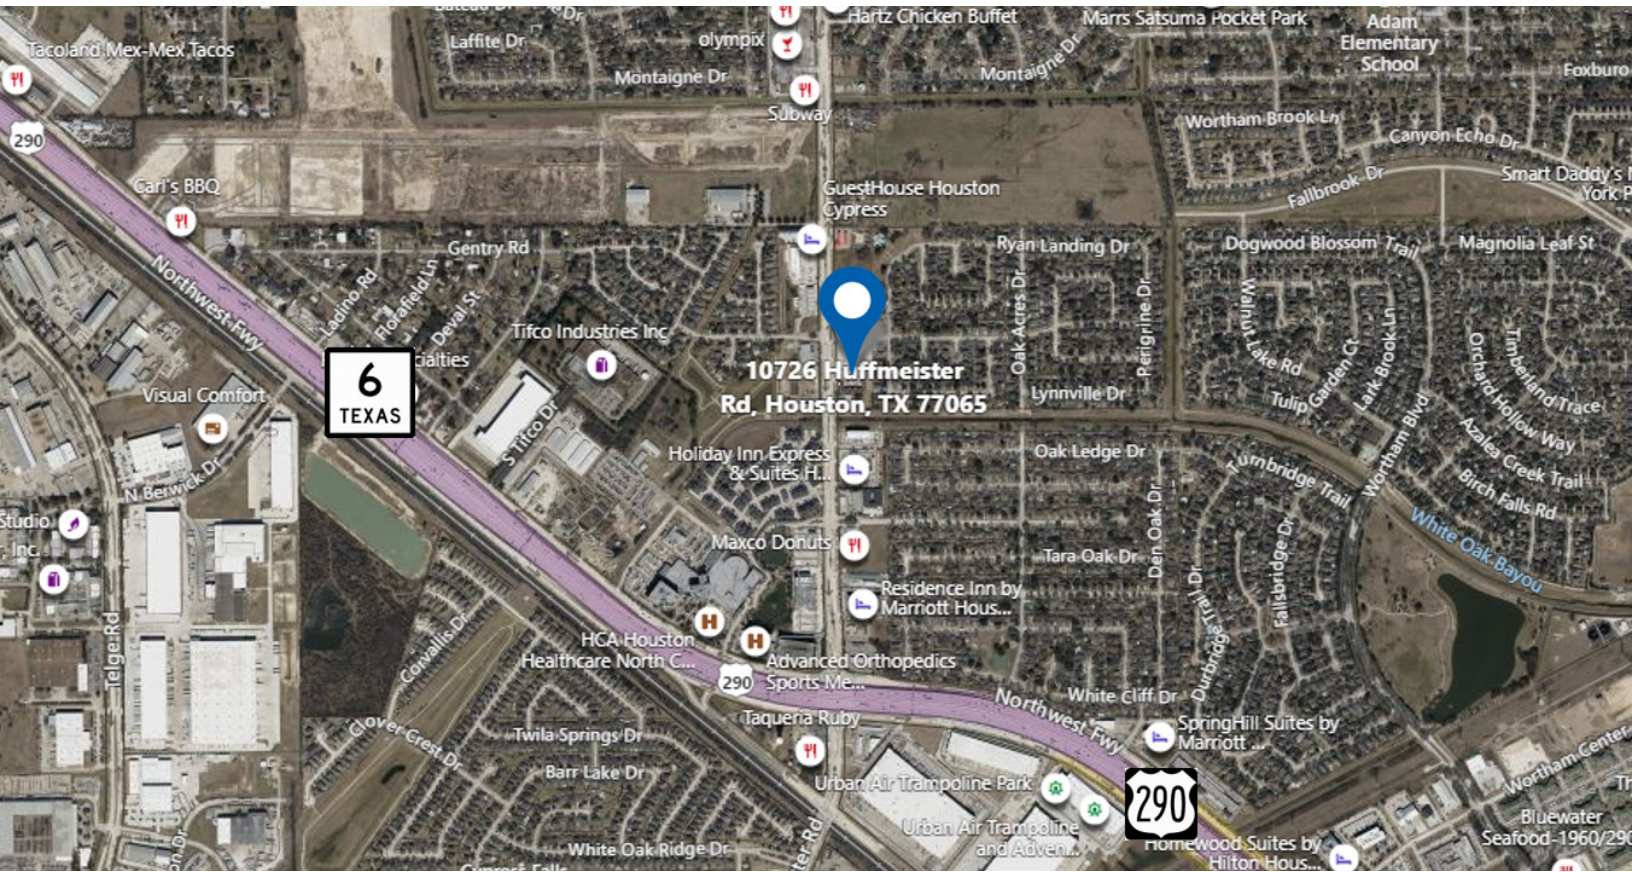 Hartz Chicken Buffet
Marrs Satsuma Pocket Park
Adam
Elementary
School
Laffite Dr
olympix
Tacoland Mex-Mex Tacos
Montaigne Dr
Montaigne Dr
Foxburo
Subway
290
Wortham Brook Ln
Canyon Echo Dr
Carl's BBQ
GuestHouse Houston
Cypress
Fallbrook Dr
Smart Daddy's
York P
Gentry Rd
Ryan Landing Dr
Dogwood Blossom Trail
Magnolia Leaf St
Northwest Fwy
Ladino Rd
Florafield Ln
Deval St
Oak Acres Dr
Perigrine Dr
Walnut Lake Rd
Tulip Garden Ct
Lark Brook Ln
Orchard Hollow Way
Timberland Trace
Tifco Industries Inc
cialties
6
TEXAS
10726 Huffmeister
Rd, Houston, TX 77065
Visual Comfort
Lynnville Dr
S Tifco Dr
Wortham Blvd
Azalea Creek Trail
Holiday Inn Express
& Suites H...
Oak Ledge Dr
Turnbridge Trail
Birch Falls Rd
N Berwick Dr
White Oak Bayou
Studio
, Inc.
Maxco Donuts
Tara Oak Dr
Den Oak Dr
Fallsbridge Dr
Residence Inn by
Marriott Hous...
Telge Rd
Corvallis Dr
HCA Houston
Healthcare North C...
Advanced Orthopedics
Sports Me...
290
Durbridge Trail Dr
White Cliff Dr
Northwest Fwy
Clover Crest Dr
Taqueria Ruby
Twila Springs Dr
SpringHill Suites by
Marriott ...
Barr Lake Dr
Urban Air Trampoline Park
290
Wortham Center
Urban Air Trampoline
and Adven...
Bluewater
Seafood-1960/290
White Oak Ridge Dr
Homewood Suites by
Hilton Hous...
ter Rd
on Dr
Cypress Falls